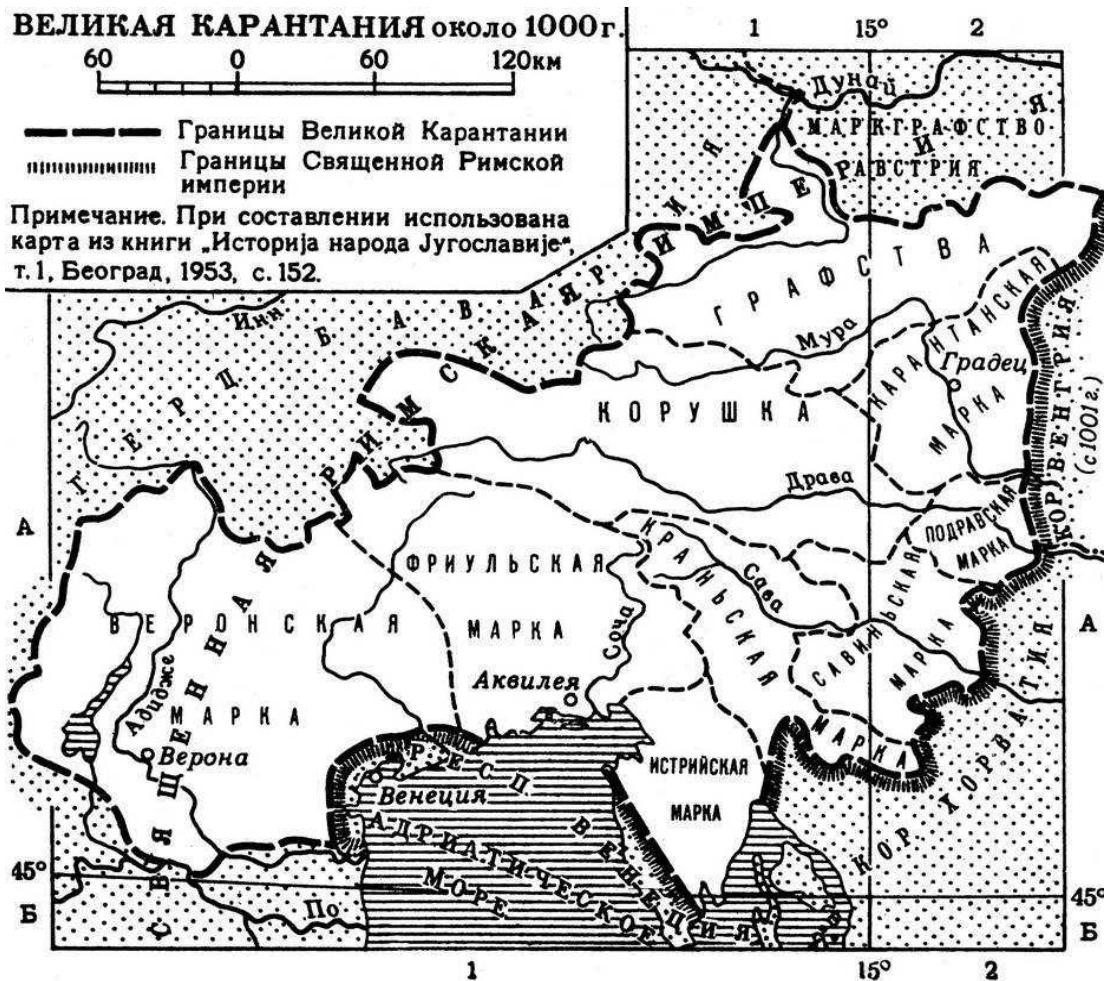 ВЕЛИКАЯ КАРАНТАНИЯ около 1000 г.
60 0 60 120км
Границы Великой Карантании
Границы Священной Римской
империи
Примечание. При составлении использована
карта из книги „Историја народа Југославије“
т. 1, Београд, 1953, с. 152.
1 15° 2
Дунай
МАРКГРАФСТВО
АВСТРИЯ
СВЯЩЕННАЯ РИМСКАЯ ИМПЕРИЯ
ГЕРЦ. БАВАРИЯ
Инн
ГРАФСТВА
Мура
КАРАНТАНСКАЯ
МАРКА
Градец
КОРУШКА
КОР. ВЕНГРИЯ
(с 1001 г.)
Драва
ПОДРАВСКАЯ
МАРКА
А
ФРИУЛЬСКАЯ
МАРКА
КРАНЬСКАЯ
МАРКА
Сава
САВИНЬСКАЯ
МАРКА
А
ВЕРОНСКАЯ
МАРКА
Соча
Адидже
Аквилея
Верона
ИСТРИЙСКАЯ
МАРКА
КОР. ХОРВАТИЯ
Венеция
РЕСП. ВЕНЕЦИЯ
АДРИАТИЧЕСКОЕ
МОРЕ
45° 45°
По
Б Б
1 15° 2